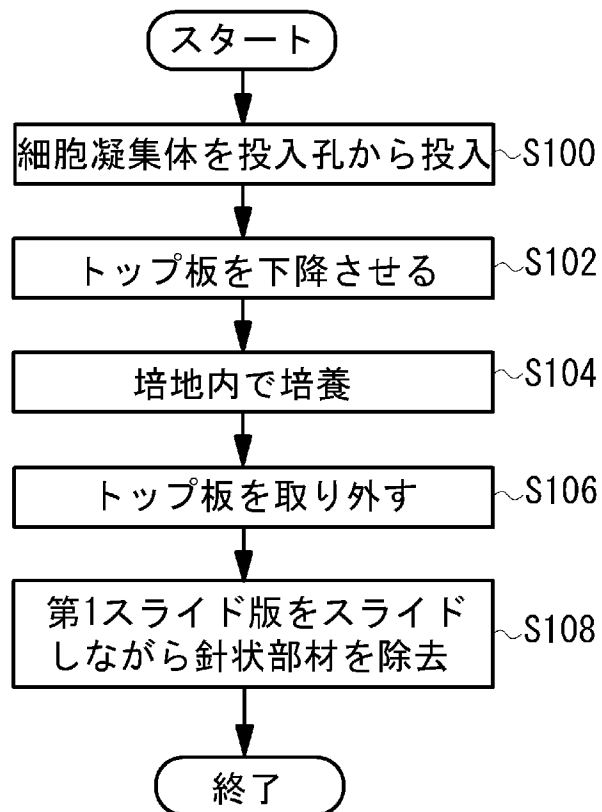 スタート
細胞凝集体を投入孔から投入
S100
トップ板を下降させる
S102
培地内で培養
S104
トップ板を取り外す
S106
第1スライド版をスライド
しながら針状部材を除去
S108
終了